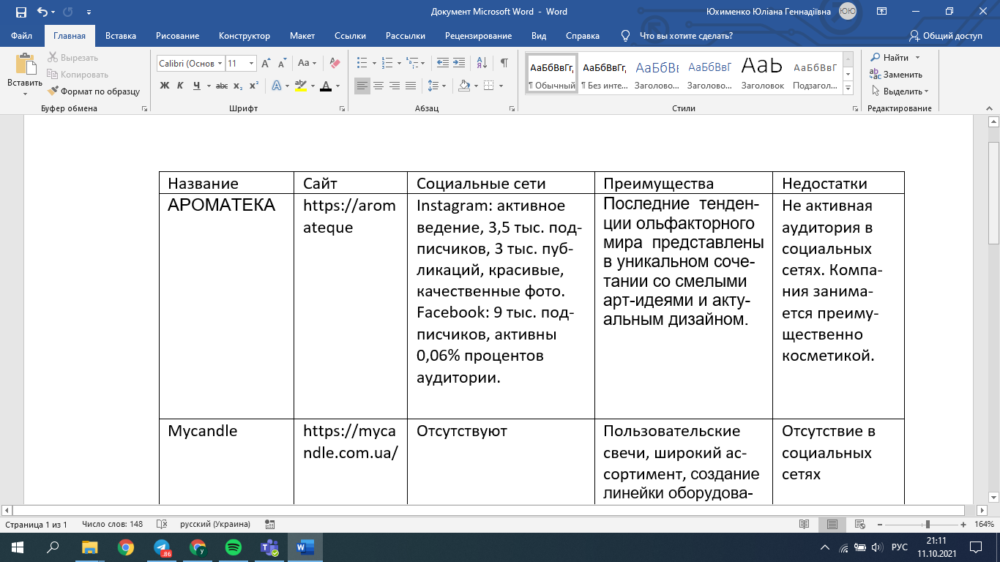 Документ Microsoft Word - Word
Юхименко Юліана Геннадіївна
ЮЮ
Файл Главная Вставка Рисование Конструктор Макет Ссылки Рассылки Рецензирование Вид Справка Что вы хотите сделать? Общий доступ
Вставить
Вырезать
Копировать
Формат по образцу
Буфер обмена
Calibri (Основ 11 Aa
Ж К Ч abc x₂ x²
Шрифт
Абзац
АаБбВвГг, АаБбВвГг, АаБбВі АаБбВвГ АаЬ АаБбВвГ
¶ Обычный ¶ Без инте... Заголово... Заголово... Заголовок Подзагол...
Стили
Найти
Заменить
Выделить
Редактирование
Название Сайт Социальные сети Преимущества Недостатки
АРОМАТЕКА
https://arom
ateque
Instagram: активное
ведение, 3,5 тыс. под-
писчиков, 3 тыс. пуб-
ликаций, красивые,
качественные фото.
Facebook: 9 тыс. под-
писчиков, активны
0,06% процентов
аудитории.
Последние тенден-
ции ольфакторного
мира представлены
в уникальном соче-
тании со смелыми
арт-идеями и акту-
альным дизайном.
Не активная
аудитория в
социальных
сетях. Компа-
ния занима-
ется преиму-
щественно
косметикой.
Mycandle
https://myca
ndle.com.ua/
Отсутствуют
Пользовательские
свечи, широкий ас-
сортимент, создание
линейки оборудова-
Отсутствие в
социальных
сетях
Страница 1 из 1 Число слов: 148 русский (Украина) 164%
.86
РУС
21:11
11.10.2021